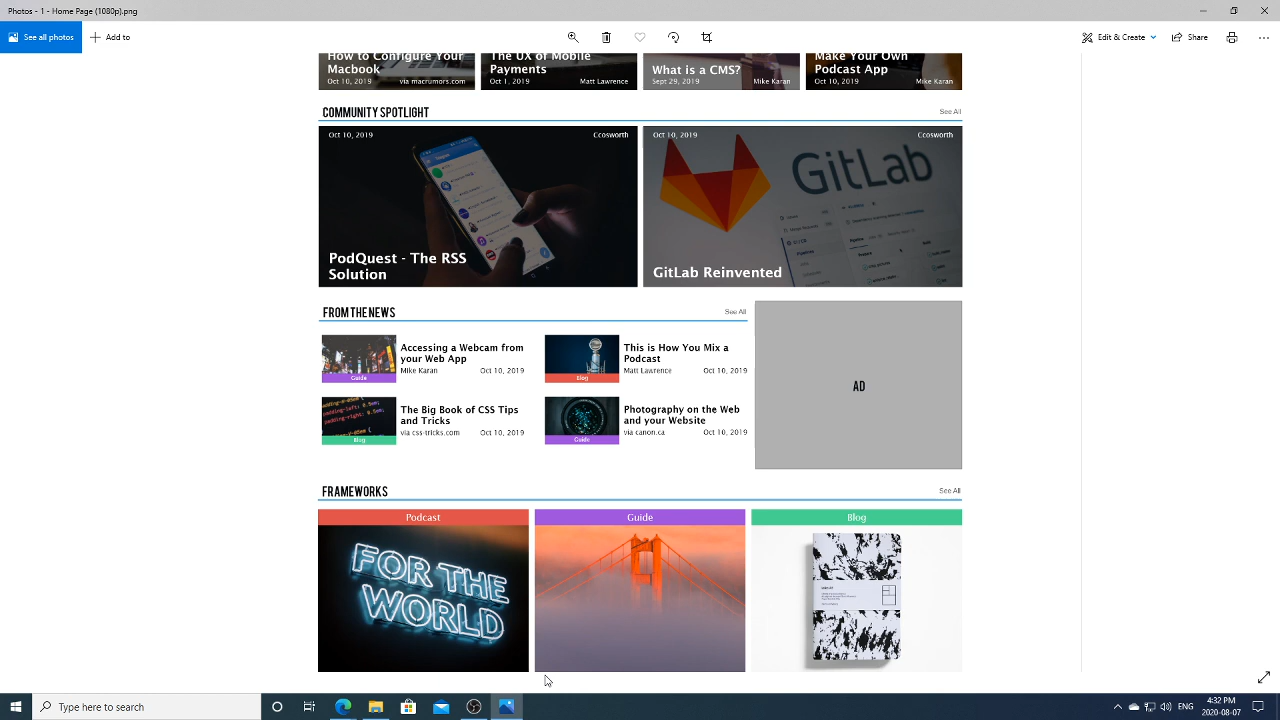 Photos - 1 - Home Page (1080p).png
See all photos
Add to
Edit & Create
Share
How to Configure Your
Macbook
Oct 10, 2019 via macrumors.com
The UX of Mobile
Payments
Oct 1, 2019 Matt Lawrence
What is a CMS?
Sept 29, 2019 Mike Karan
Make Your Own
Podcast App
Oct 10, 2019 Mike Karan
COMMUNITY SPOTLIGHT
See All
Oct 10, 2019 Ccosworth
PodQuest - The RSS
Solution
Oct 10, 2019 Ccosworth
GitLab
GitLab Reinvented
FROM THE NEWS
See All
Guide
Accessing a Webcam from
your Web App
Mike Karan Oct 10, 2019
Blog
This is How You Mix a
Podcast
Matt Lawrence Oct 10, 2019
padding-left: 0.5em;
padding-right: 0.5em;
Blog
The Big Book of CSS Tips
and Tricks
via css-tricks.com Oct 10, 2019
Guide
Photography on the Web
and your Website
via canon.ca Oct 10, 2019
AD
FRAMEWORKS
See All
Podcast
FOR THE
WORLD
Guide
Blog
Type here to search
ENG
4:32 PM
2020-08-07